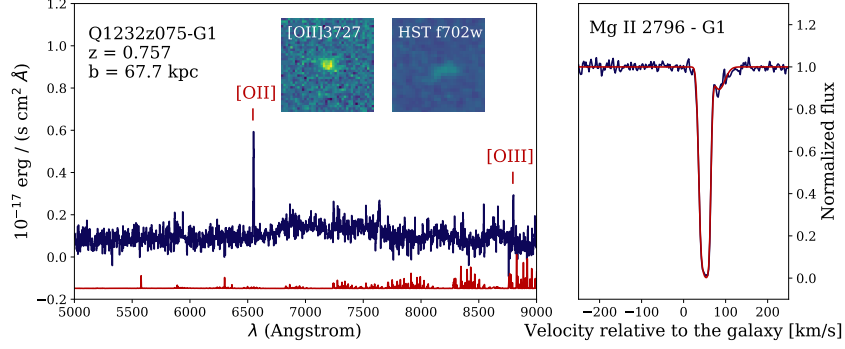 Q1232z075-G1
z = 0.757
b = 67.7 kpc
[OII]3727
HST f702w
[OII]
[OIII]
1.2
1.0
0.8
0.6
0.4
0.2
0.0
−0.2
10⁻¹⁷ erg / (s cm² Å)
5000 5500 6000 6500 7000 7500 8000 8500 9000
λ (Angstrom)
Mg II 2796 - G1
1.2
1.0
0.8
0.6
0.4
0.2
0.0
Normalized flux
−200 −100 0 100 200
Velocity relative to the galaxy [km/s]